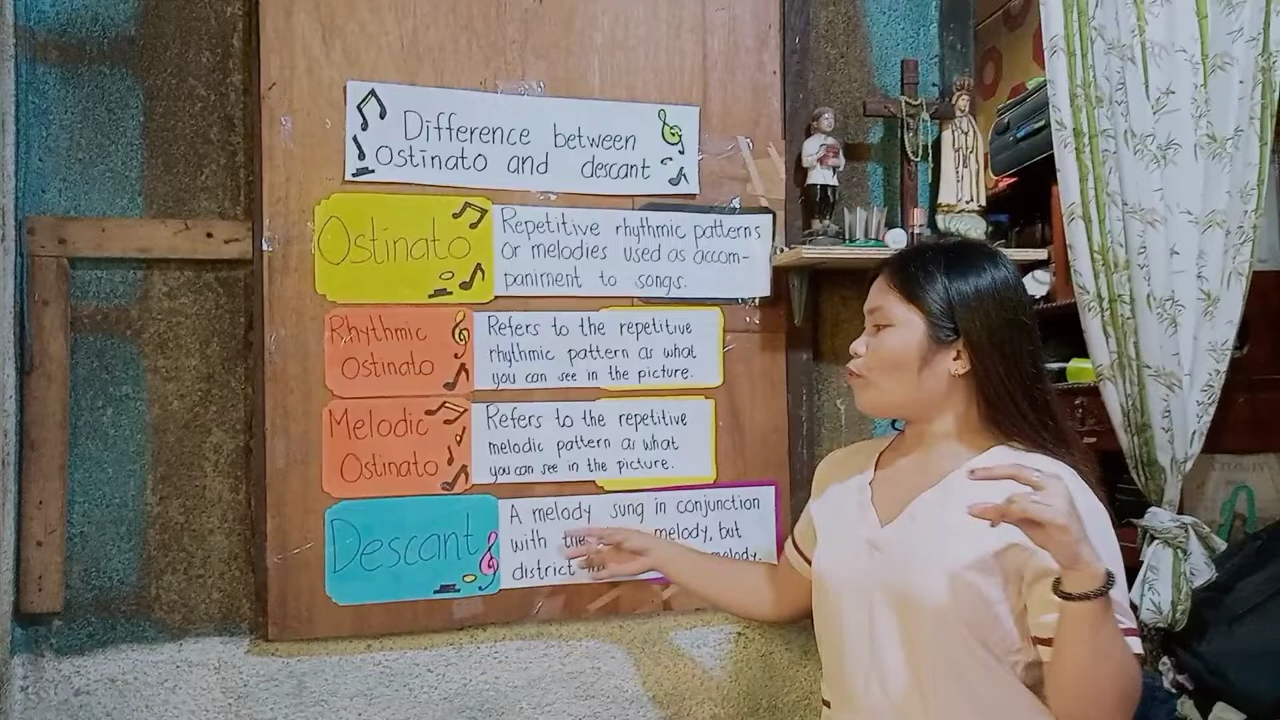 Difference between
Ostinato and descant
Ostinato
Repetitive rhythmic patterns
or melodies used as accom-
paniment to songs.
Rhythmic
Ostinato
Refers to the repetitive
rhythmic pattern as what
you can see in the picture.
Melodic
Ostinato
Refers to the repetitive
melodic pattern as what
you can see in the picture.
Descant
A melody sung in conjunction
with the melody, but
district melody.